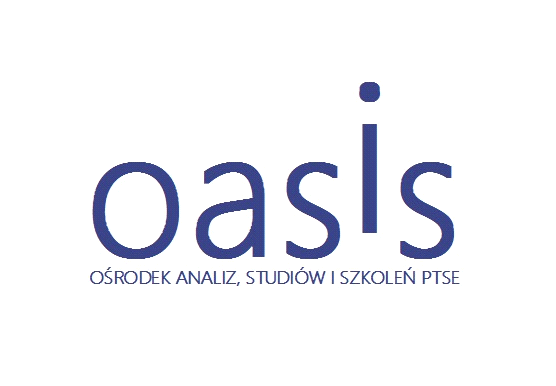 oasis
OŚRODEK ANALIZ, STUDIÓW I SZKOLEŃ PTSE